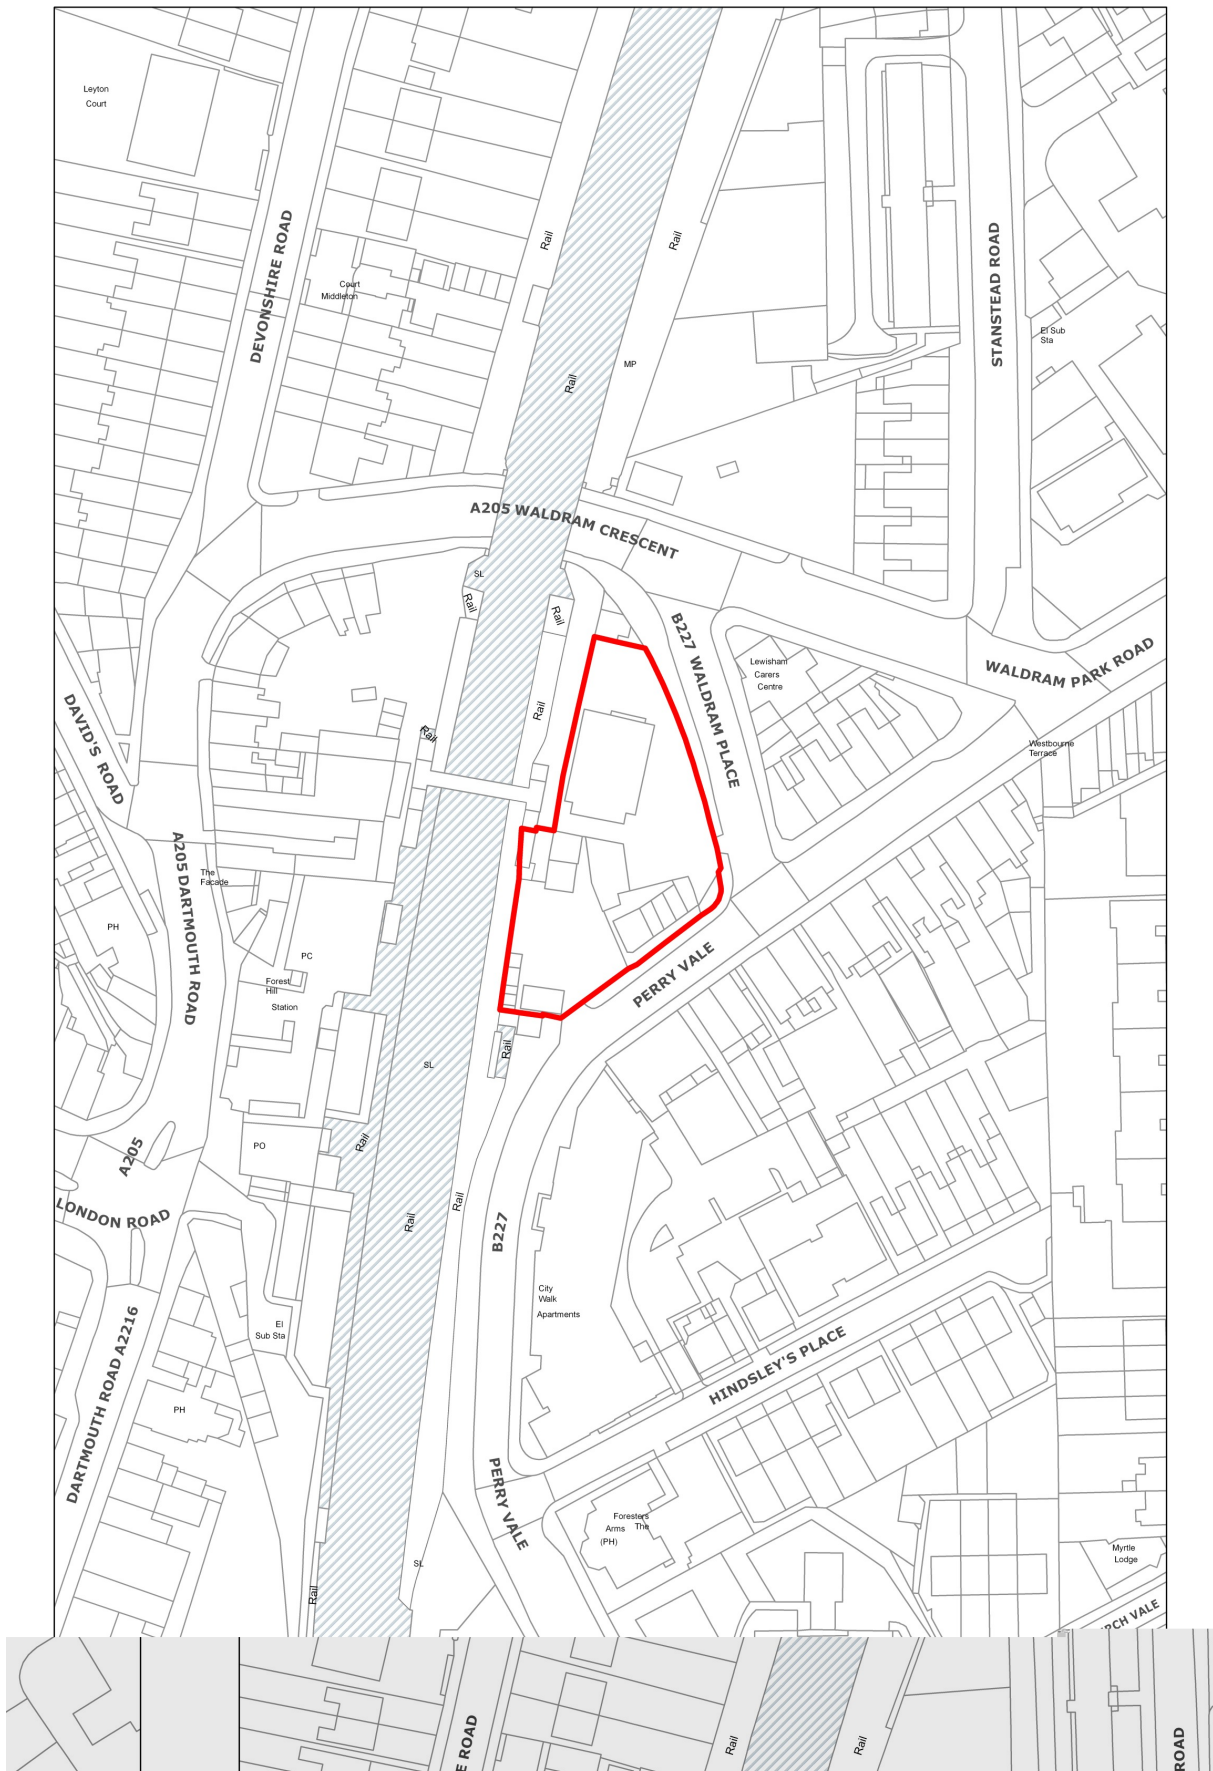 Leyton
Court
DEVONSHIRE ROAD
Rail
Rail
STANSTEAD ROAD
Court
Middleton
El Sub
Sta
MP
Rail
A205 WALDRAM CRESCENT
SL
Rail
Rail
B227 WALDRAM PLACE
Lewisham
Carers
Centre
WALDRAM PARK ROAD
DAVID'S ROAD
Rail
Rail
Westbourne
Terrace
A205 DARTMOUTH ROAD
The
Facade
PH
PC
Forest
Hill
Station
PERRY VALE
Rail
SL
A205
PO
Rail
LONDON ROAD
Rail
Rail
B227
City
Walk
Apartments
El
Sub Sta
DARTMOUTH ROAD A2216
HINDSLEY'S PLACE
PH
PERRY VALE
Foresters
Arms The
(PH)
Myrtle
Lodge
SL
Rail
RCH VALE
E ROAD
Rail
Rail
ROAD